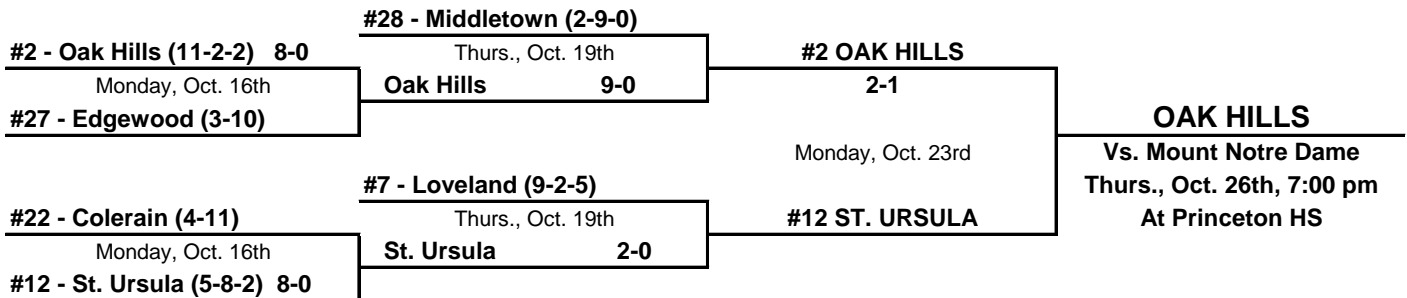 #28 - Middletown (2-9-0)
#2 - Oak Hills (11-2-2) 8-0
Thurs., Oct. 19th
#2 OAK HILLS
Monday, Oct. 16th
Oak Hills 9-0
2-1
#27 - Edgewood (3-10)
OAK HILLS
Monday, Oct. 23rd
Vs. Mount Notre Dame
#7 - Loveland (9-2-5)
Thurs., Oct. 26th, 7:00 pm
#22 - Colerain (4-11)
Thurs., Oct. 19th
#12 ST. URSULA
At Princeton HS
Monday, Oct. 16th
St. Ursula 2-0
#12 - St. Ursula (5-8-2) 8-0